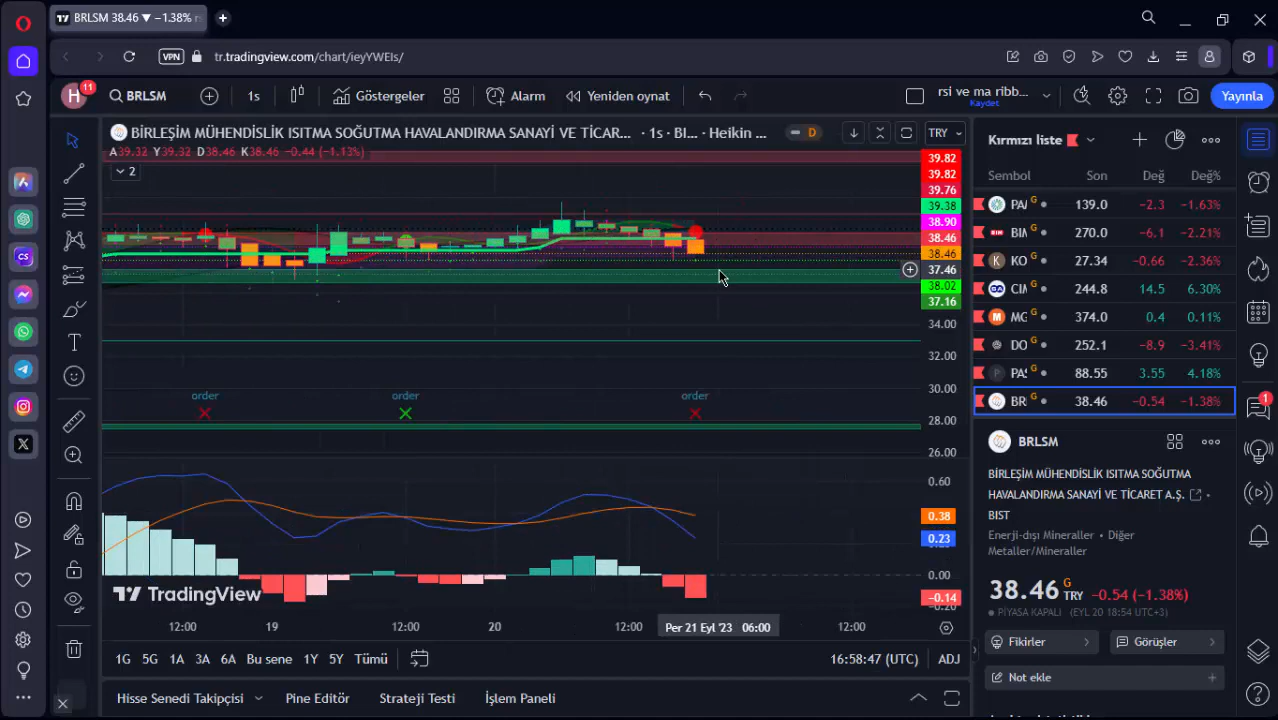 BRLSM 38.46 ▼ −1.38%
VPN
tr.tradingview.com/chart/ieyYWEIs/
H
11
BRLSM
1s
Göstergeler
Alarm
Yeniden oynat
rsi ve ma ribb...
Kaydet
Yayınla
BİRLEŞİM MÜHENDİSLİK ISITMA SOĞUTMA HAVALANDIRMA SANAYİ VE TİCAR... · 1s · BI... · Heikin ...
D
TRY
A39.32 Y39.32 D38.46 K38.46 −0.44 (−1.13%)
2
39.82
39.82
39.76
39.38
38.90
38.46
38.46
37.46
38.02
37.16
34.00
32.00
30.00
28.00
26.00
order
order
order
0.60
0.38
0.23
0.00
−0.14
TradingView
12:00
19
12:00
20
12:00
Per 21 Eyl '23 06:00
12:00
1G 5G 1A 3A 6A Bu sene 1Y 5Y Tümü
16:58:47 (UTC)
ADJ
Hisse Senedi Takipçisi
Pine Editör
Strateji Testi
İşlem Paneli
Kırmızı liste
Sembol Son Değ Değ%
PAI G 139.0 −2.3 −1.63%
BIM G 270.0 −6.1 −2.21%
KO G 27.34 −0.66 −2.36%
CIM G 244.8 14.5 6.30%
MG G 374.0 0.4 0.11%
DO G 252.1 −8.9 −3.41%
PAS G 88.55 3.55 4.18%
BRI G 38.46 −0.54 −1.38%
1
BRLSM
BİRLEŞİM MÜHENDİSLİK ISITMA SOĞUTMA
HAVALANDIRMA SANAYİ VE TİCARET A.Ş.
BIST
Enerji-dışı Mineraller • Diğer
Metaller/Mineraller
38.46 G TRY −0.54 (−1.38%)
PİYASA KAPALI (EYL 20 18:54 UTC+3)
Fikirler
Görüşler
Not ekle